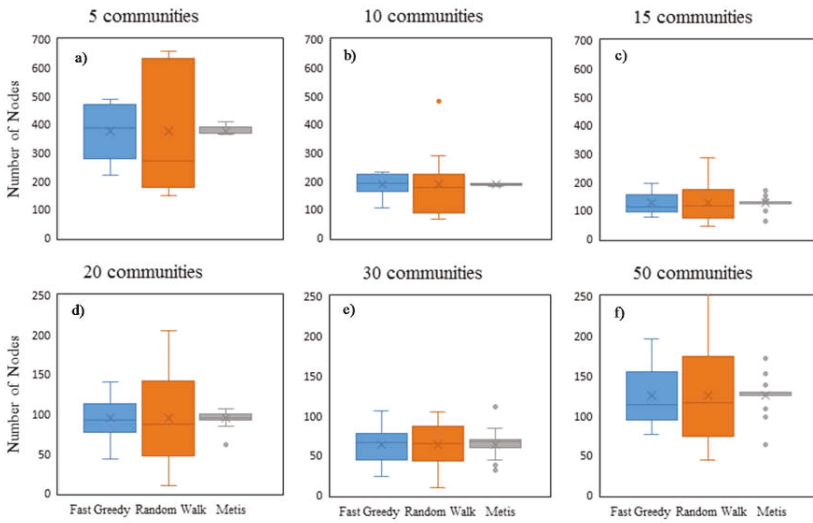 5 communities
10 communities
15 communities
Number of Nodes
700
600
500
400
300
200
100
0
a)
700
600
500
400
300
200
100
0
b)
700
600
500
400
300
200
100
0
c)
20 communities
30 communities
50 communities
Number of Nodes
250
200
150
100
50
0
d)
250
200
150
100
50
0
e)
250
200
150
100
50
0
f)
Fast Greedy Random Walk Metis
Fast Greedy Random Walk Metis
Fast Greedy Random Walk Metis